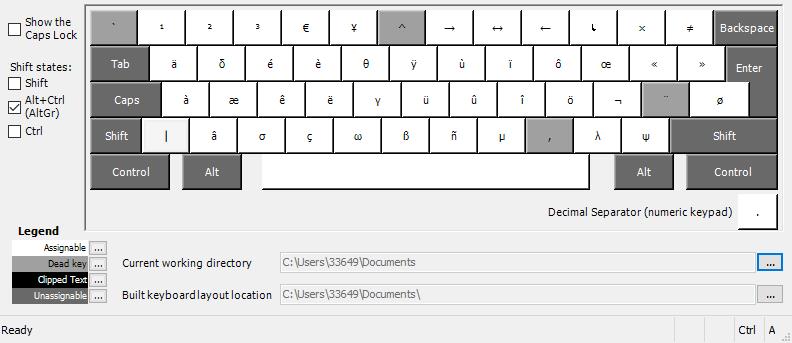 Show the
Caps Lock
Shift states:
Shift
Alt+Ctrl
(AltGr)
Ctrl
` ¹ ² ³ € ¥ ^ → ↔ ← ↳ × ≠ Backspace
Tab ä δ é è θ ÿ ù ï ô œ « » Enter
Caps à æ ê ë γ ü û î ö ¬ ¨ ø
Shift | â σ ç ω ß ñ µ , λ ψ Shift
Control Alt Alt Control
Decimal Separator (numeric keypad) .
Legend
Assignable ...
Dead key ...
Clipped Text ...
Unassignable ...
Current working directory C:\Users\33649\Documents ...
Built keyboard layout location C:\Users\33649\Documents\ ...
Ready Ctrl A